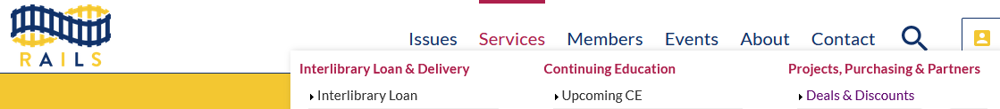 RAILS
Issues Services Members Events About Contact
Interlibrary Loan & Delivery Continuing Education Projects, Purchasing & Partners
Interlibrary Loan Upcoming CE Deals & Discounts